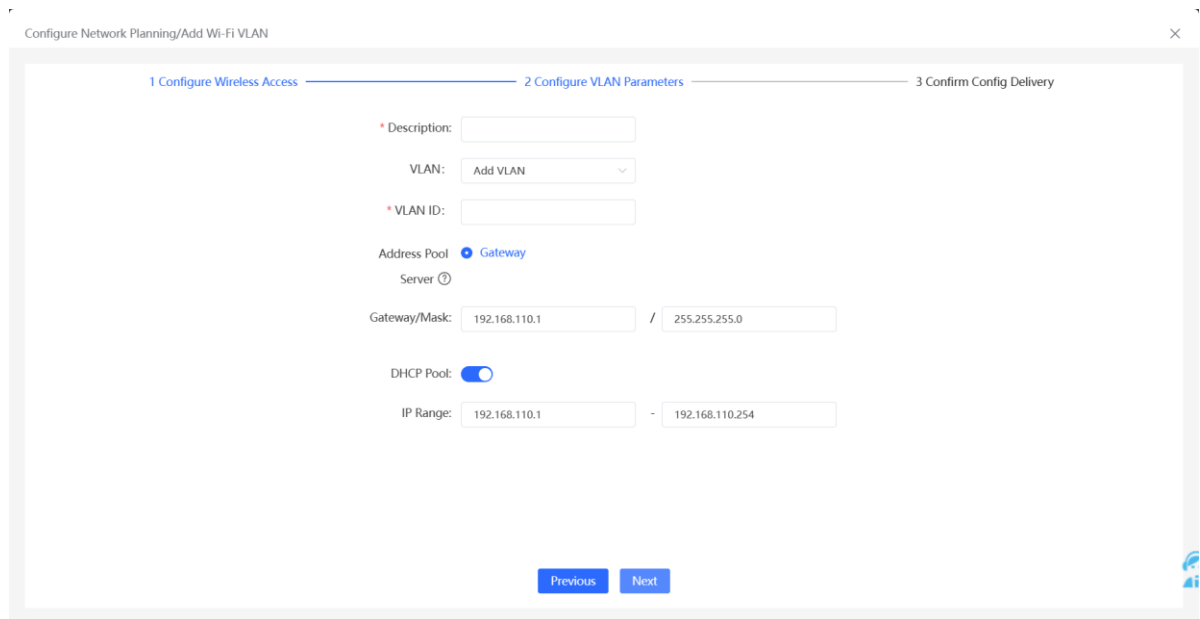 Configure Network Planning/Add Wi-Fi VLAN
1 Configure Wireless Access 2 Configure VLAN Parameters 3 Confirm Config Delivery
* Description:
VLAN: Add VLAN
* VLAN ID:
Address Pool Gateway
Server ?
Gateway/Mask: 192.168.110.1 / 255.255.255.0
DHCP Pool:
IP Range: 192.168.110.1 - 192.168.110.254
Previous Next